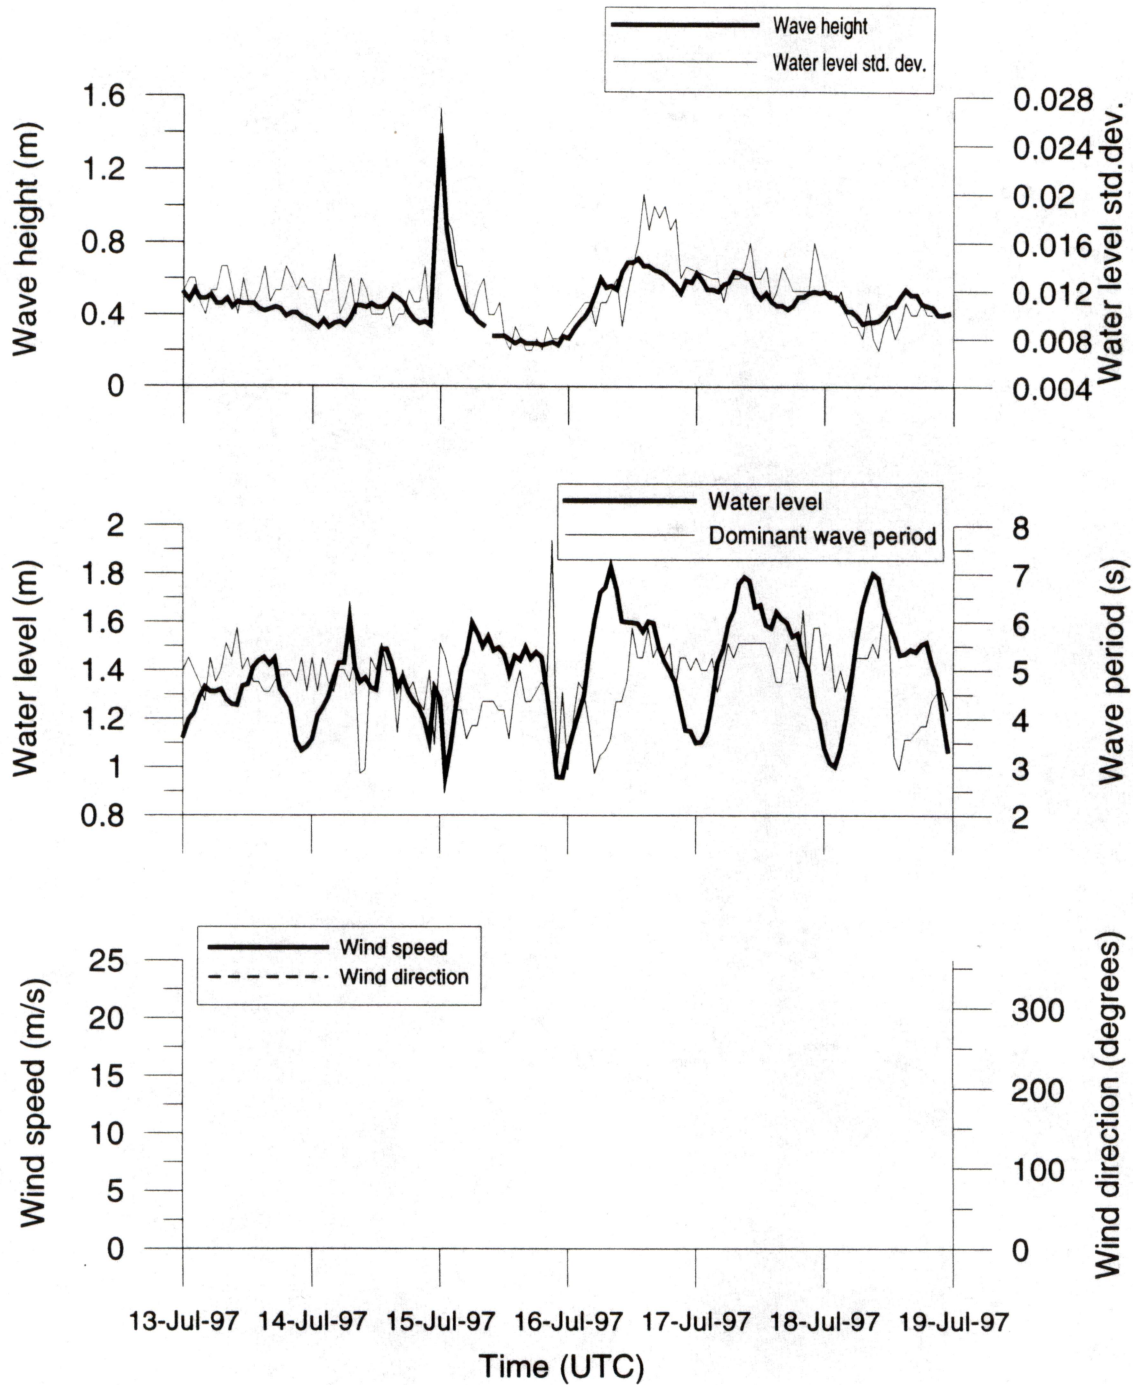 Wave height
Water level std. dev.
Wave height (m)
1.6
1.2
0.8
0.4
0
0.028
0.024
0.02
0.016
0.012
0.008
0.004
Water level std.dev.
Water level
Dominant wave period
Water level (m)
2
1.8
1.6
1.4
1.2
1
0.8
8
7
6
5
4
3
2
Wave period (s)
Wind speed
Wind direction
Wind speed (m/s)
25
20
15
10
5
0
300
200
100
0
Wind direction (degrees)
13-Jul-97 14-Jul-97 15-Jul-97 16-Jul-97 17-Jul-97 18-Jul-97 19-Jul-97
Time (UTC)